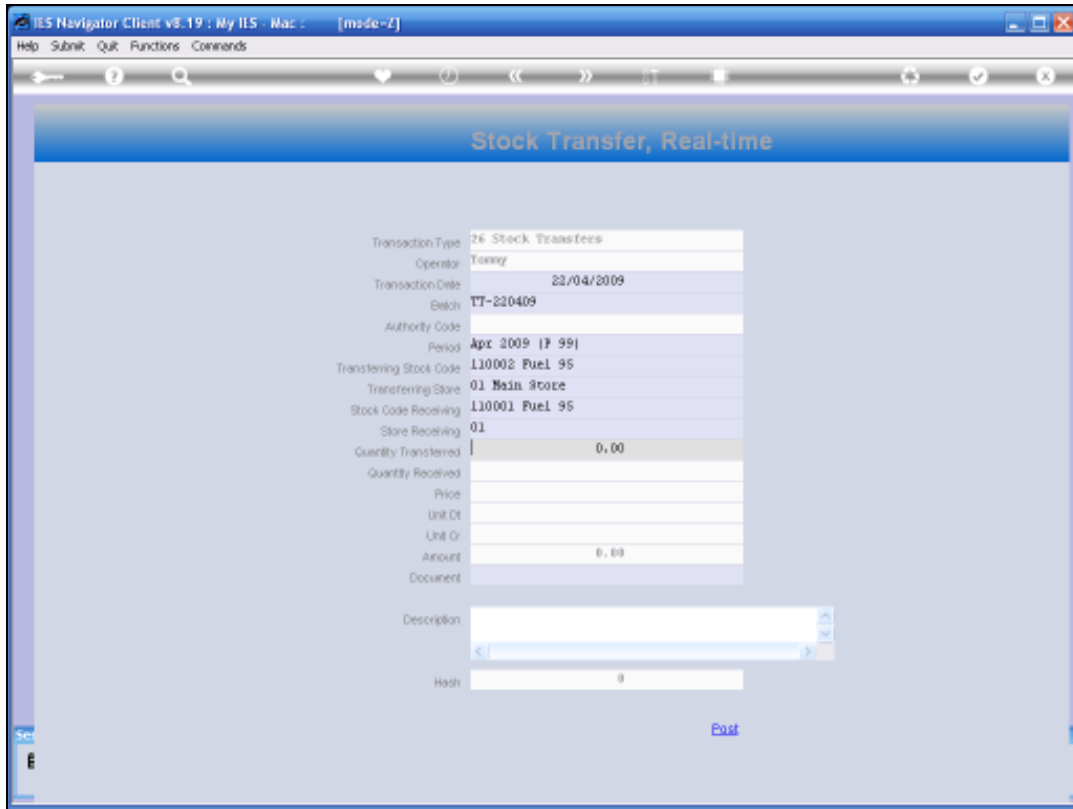 IES Navigator Client v8.19 : My IES - Mac : [mode=Z]
Help Submit Quit Functions Commands
Stock Transfer, Real-time
Transaction Type 26 Stock Transfers
Operator Tommy
Transaction Date 22/04/2009
Batch TT-220409
Authority Code
Period Apr 2009 (P 99)
Transferring Stock Code 110002 Fuel 95
Transferring Store 01 Main Store
Stock Code Receiving 110001 Fuel 95
Store Receiving 01
Quantity Transferred 0.00
Quantity Received
Price
Unit Dt
Unit Cr
Amount 0.00
Document
Description
Hash 0
Post
Se